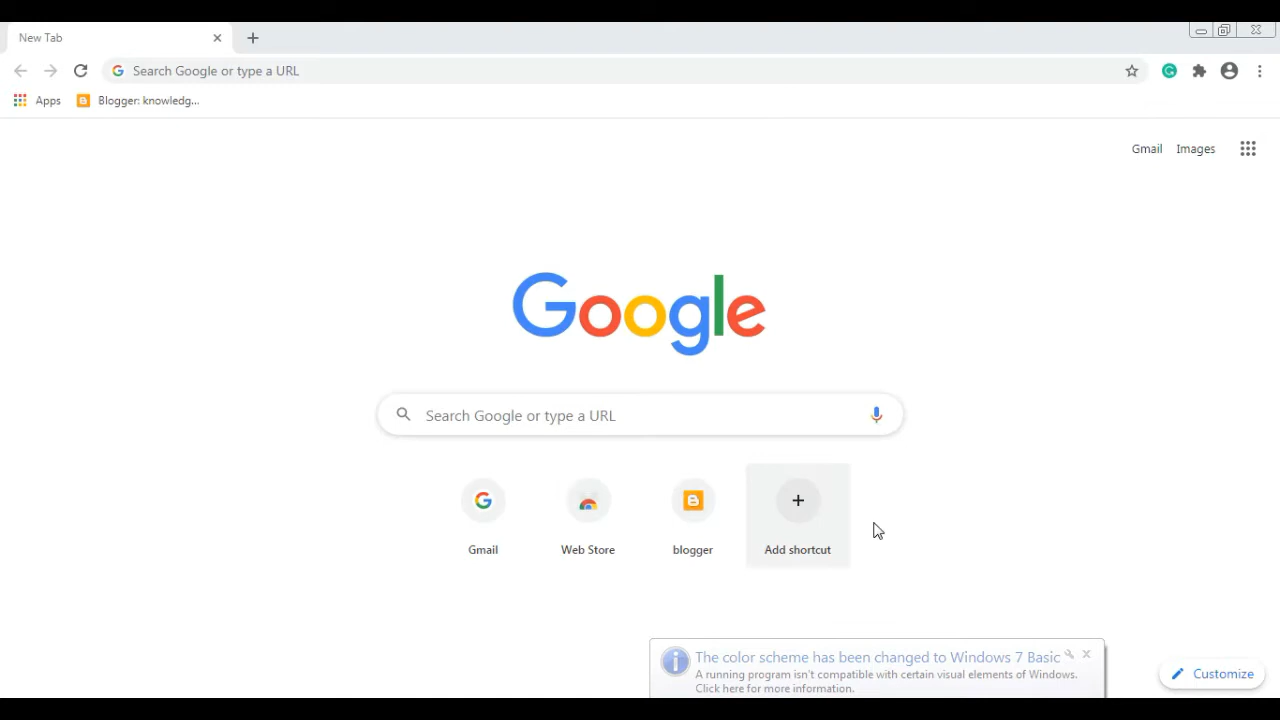 New Tab
Search Google or type a URL
Apps
Blogger: knowledg...
Gmail
Images
Google
Search Google or type a URL
Gmail
Web Store
blogger
Add shortcut
The color scheme has been changed to Windows 7 Basic
A running program isn't compatible with certain visual elements of Windows.
Click here for more information.
Customize